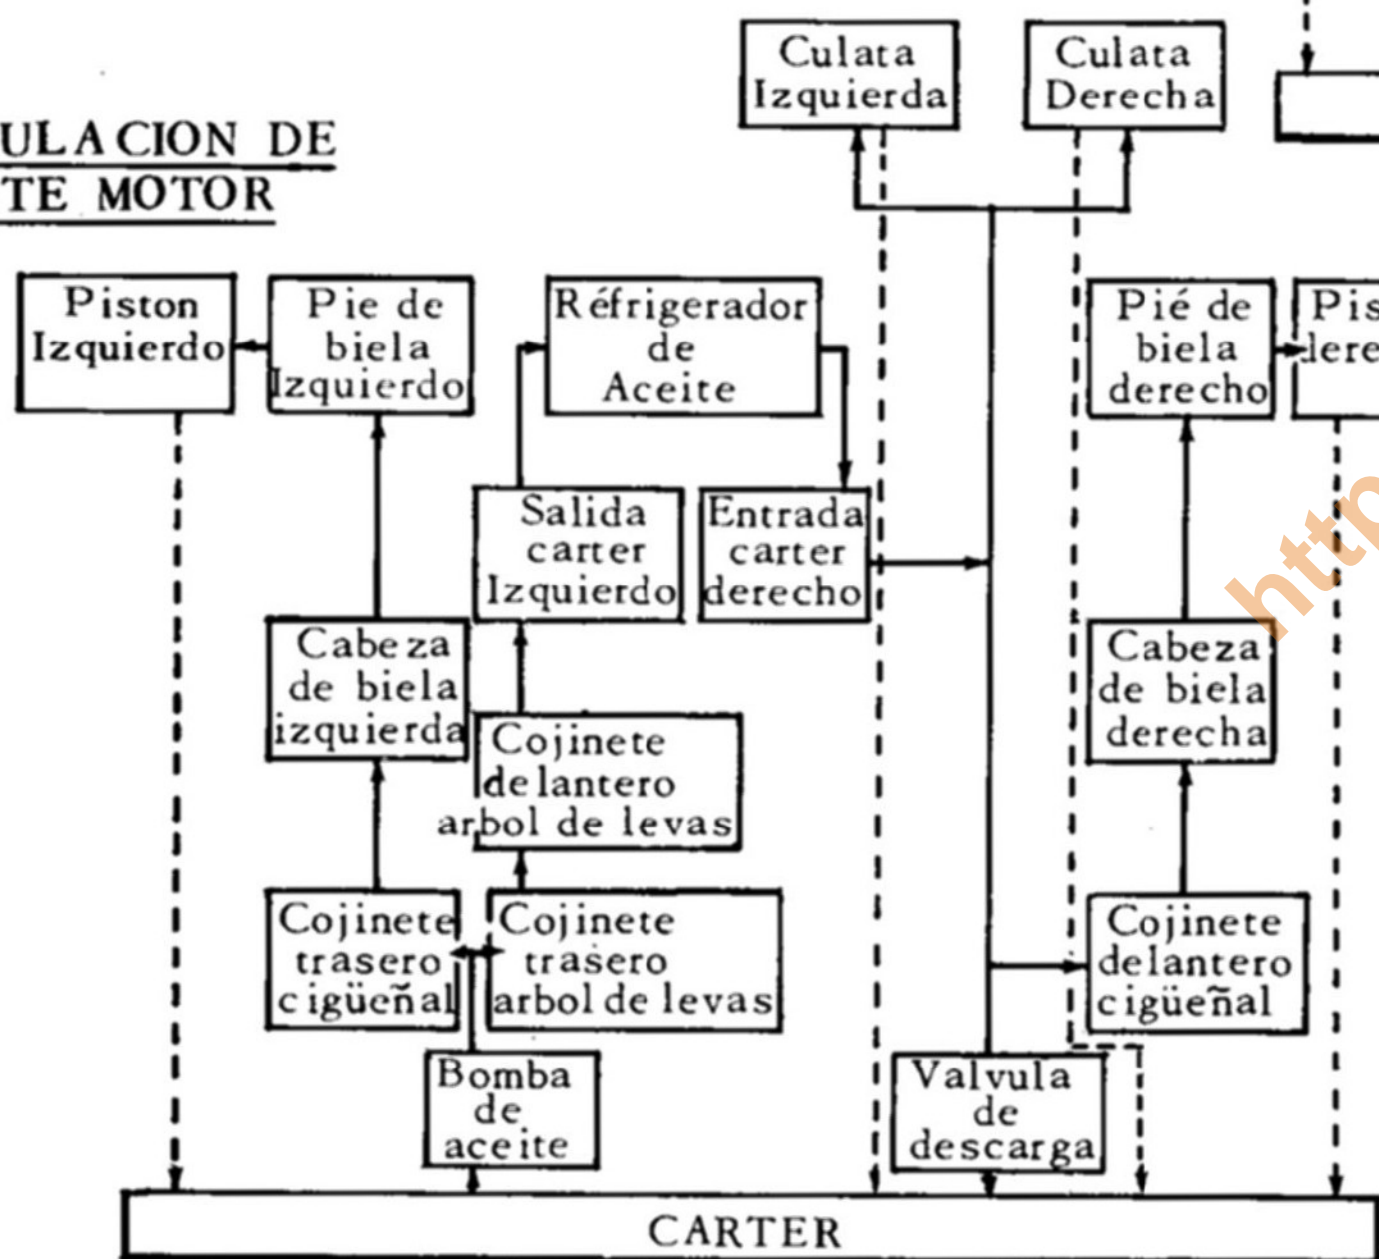 Culata
Izquierda
Culata
Derecha
ULACION DE
TE MOTOR
Piston
Izquierdo
Pie de
biela
Izquierdo
Réfrigerador
de
Aceite
Pié de
biela
derecho
Pis
dere
Salida
carter
Izquierdo
Entrada
carter
derecho
http
Cabeza
de biela
izquierda
Cojinete
delantero
arbol de levas
Cabeza
de biela
derecha
Cojinete
trasero
cigüeñal
Cojinete
trasero
arbol de levas
Cojinete
delantero
cigüeñal
Bomba
de
aceite
Valvula
de
descarga
CARTER